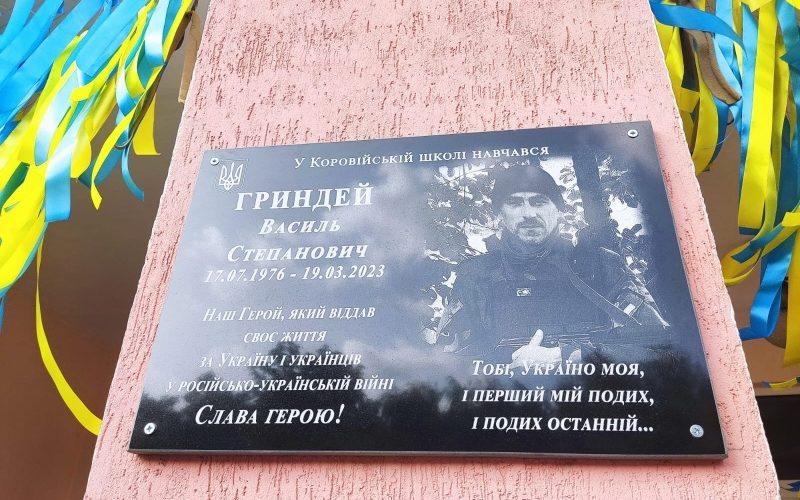 У КОРОВІЙСЬКІЙ ШКОЛІ НАВЧАВСЯ
ГРИНДЕЙ
ВАСИЛЬ
СТЕПАНОВИЧ
17.07.1976 - 19.03.2023
НАШ ГЕРОЙ, ЯКИЙ ВІДДАВ
СВОЄ ЖИТТЯ
ЗА УКРАЇНУ І УКРАЇНЦІВ
У РОСІЙСЬКО-УКРАЇНСЬКІЙ ВІЙНІ
СЛАВА ГЕРОЮ!
ТОБІ, УКРАЇНО МОЯ,
І ПЕРШИЙ МІЙ ПОДИХ,
І ПОДИХ ОСТАННІЙ...